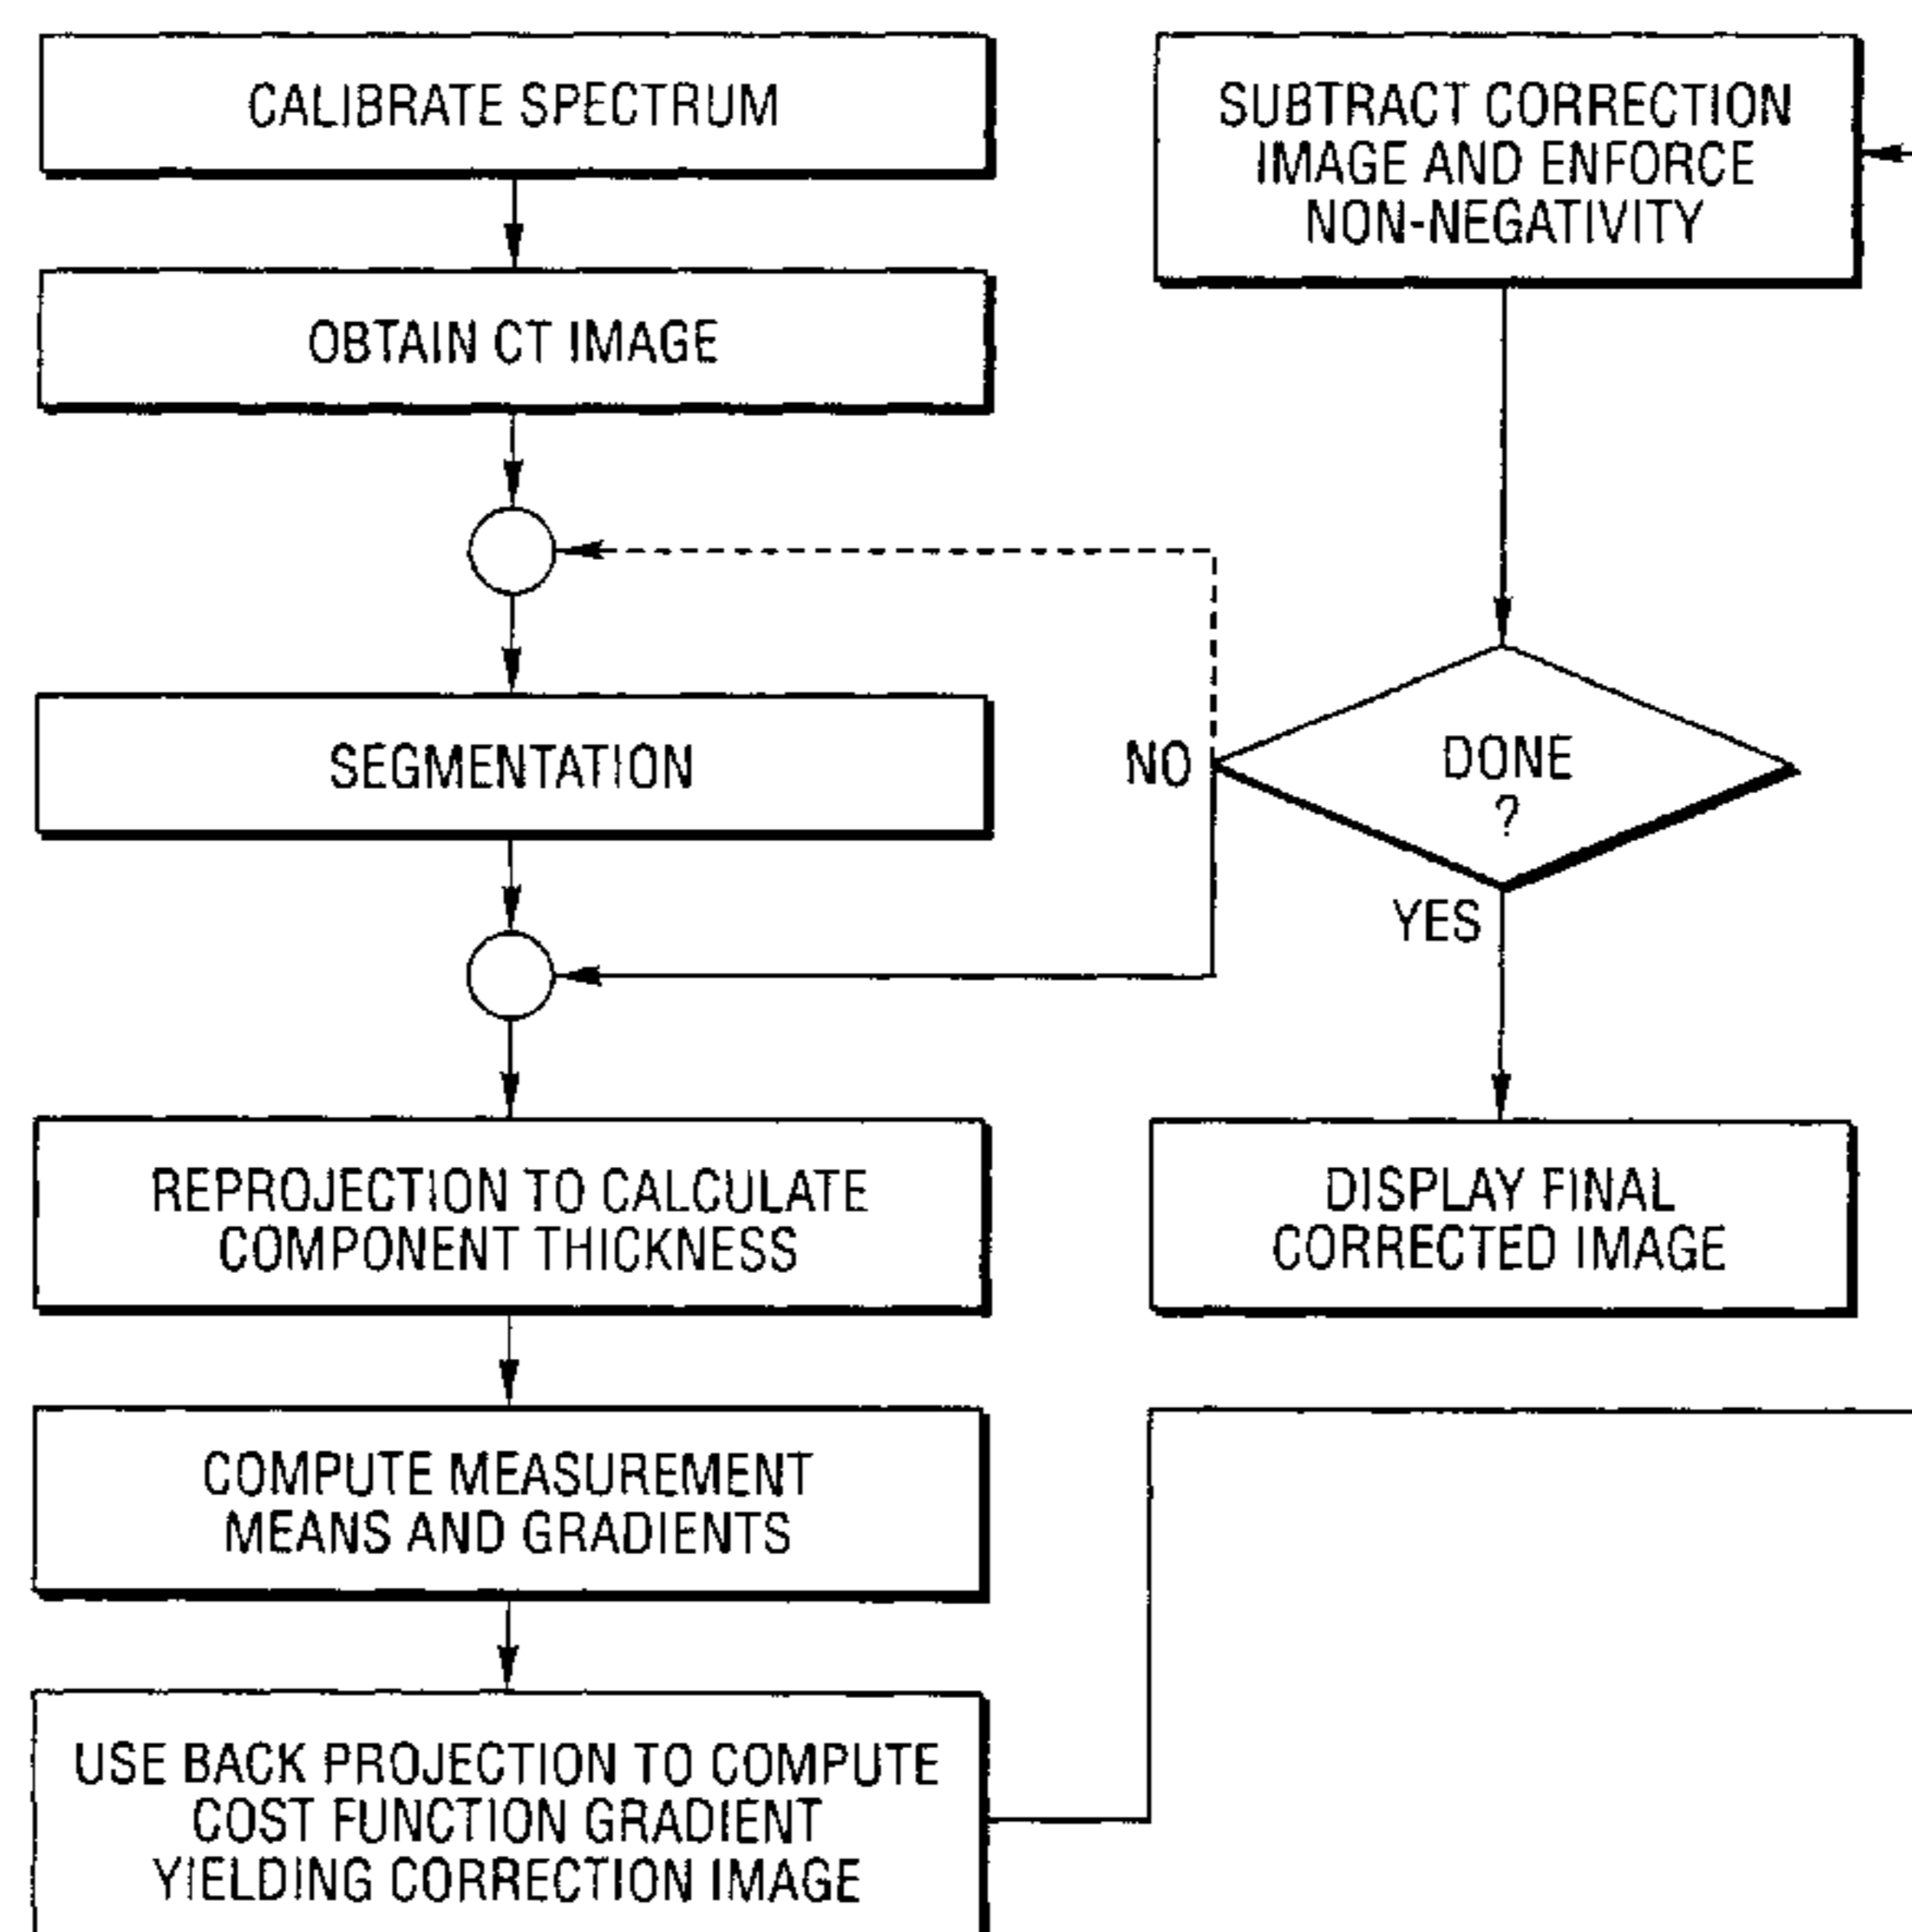 CALIBRATE SPECTRUM
OBTAIN CT IMAGE
SEGMENTATION
REPROJECTION TO CALCULATE
COMPONENT THICKNESS
COMPUTE MEASUREMENT
MEANS AND GRADIENTS
USE BACK PROJECTION TO COMPUTE
COST FUNCTION GRADIENT
YIELDING CORRECTION IMAGE
SUBTRACT CORRECTION
IMAGE AND ENFORCE
NON-NEGATIVITY
DONE
?
NO
YES
DISPLAY FINAL
CORRECTED IMAGE